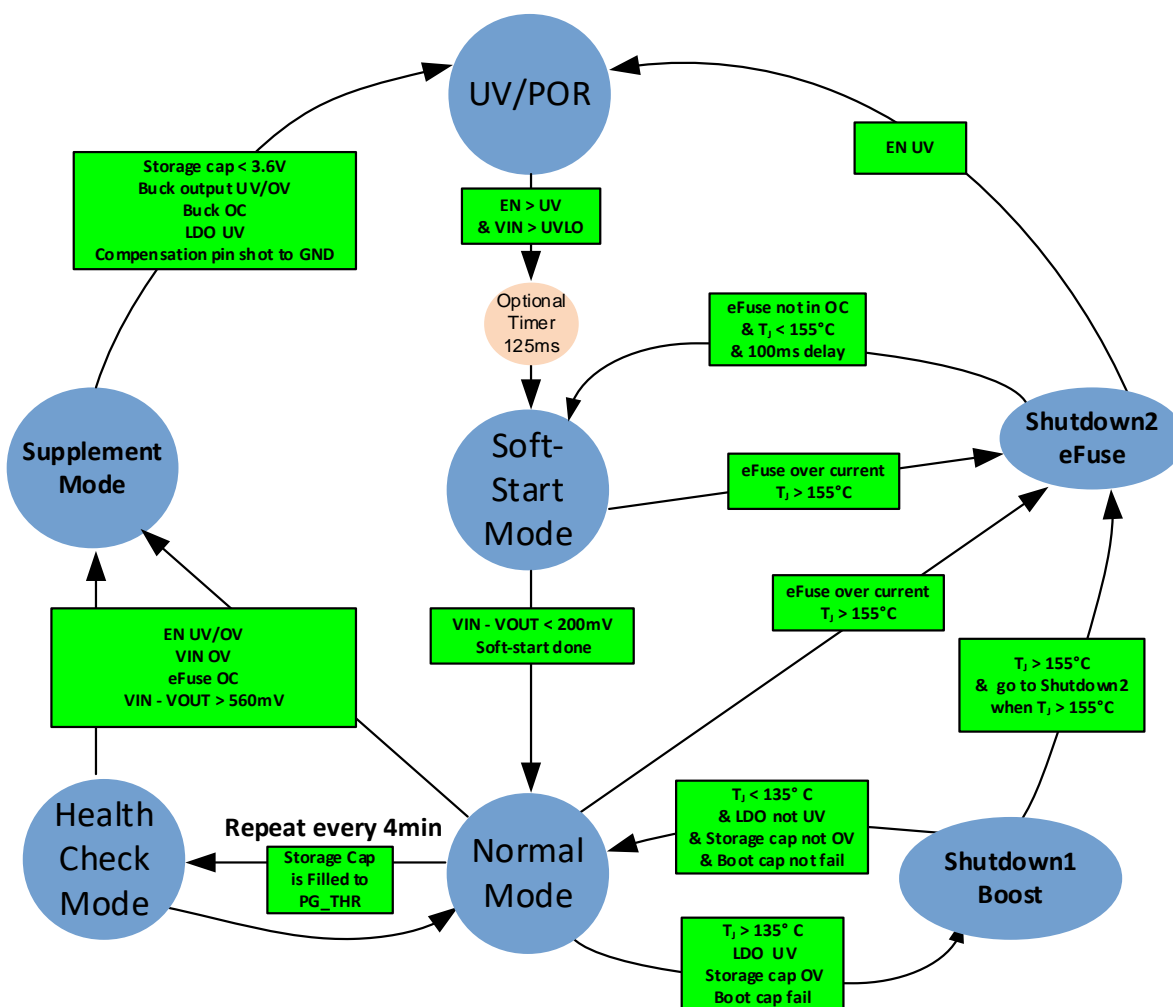 UV/POR
EN UV
Storage cap < 3.6V
Buck output UV/OV
Buck OC
LDO UV
Compensation pin shot to GND
EN > UV
& VIN > UVLO
Optional
Timer
125ms
eFuse not in OC
& TJ < 155°C
& 100ms delay
Supplement
Mode
Soft-
Start
Mode
Shutdown2
eFuse
eFuse over current
TJ > 155°C
eFuse over current
TJ > 155°C
EN UV/OV
VIN OV
eFuse OC
VIN - VOUT > 560mV
VIN - VOUT < 200mV
Soft-start done
TJ > 155°C
& go to Shutdown2
when TJ > 155°C
Health
Check
Mode
Repeat every 4min
Storage Cap
is Filled to
PG_THR
Normal
Mode
TJ < 135° C
& LDO not UV
& Storage cap not OV
& Boot cap not fail
Shutdown1
Boost
TJ > 135° C
LDO UV
Storage cap OV
Boot cap fail